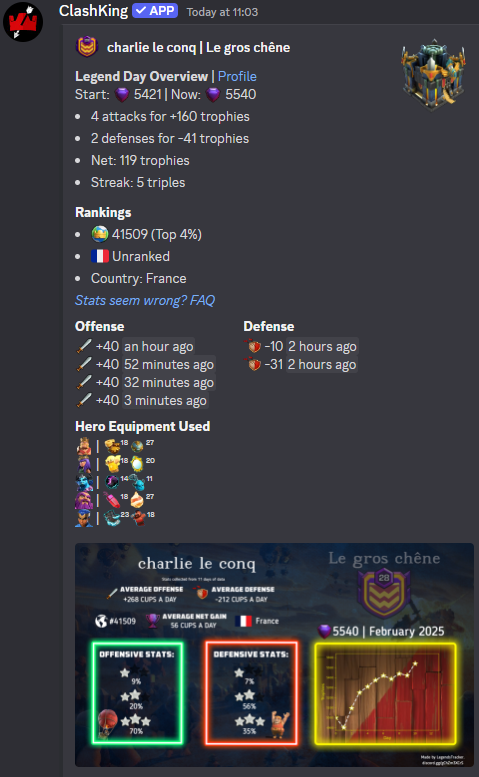 ClashKing ✓ APP Today at 11:03
charlie le conq | Le gros chêne
Legend Day Overview | Profile
Start: 5421 | Now: 5540
• 4 attacks for +160 trophies
• 2 defenses for -41 trophies
• Net: 119 trophies
• Streak: 5 triples
Rankings
• 41509 (Top 4%)
• Unranked
• Country: France
Stats seem wrong? FAQ
Offense
+40 an hour ago
+40 52 minutes ago
+40 32 minutes ago
+40 3 minutes ago
Defense
-10 2 hours ago
-31 2 hours ago
Hero Equipment Used
| 18 27
| 18 20
| 14 11
| 18 27
| 23 18
charlie le conq
Stats collected from 11 days of data
Le gros chêne
28
AVERAGE OFFENSE
+268 CUPS A DAY
AVERAGE DEFENSE
-212 CUPS A DAY
#41509
AVERAGE NET GAIN
56 CUPS A DAY
France
5540 | February 2025
OFFENSIVE STATS:
9%
20%
70%
DEFENSIVE STATS:
7%
56%
35%
Made by LegendsTracker